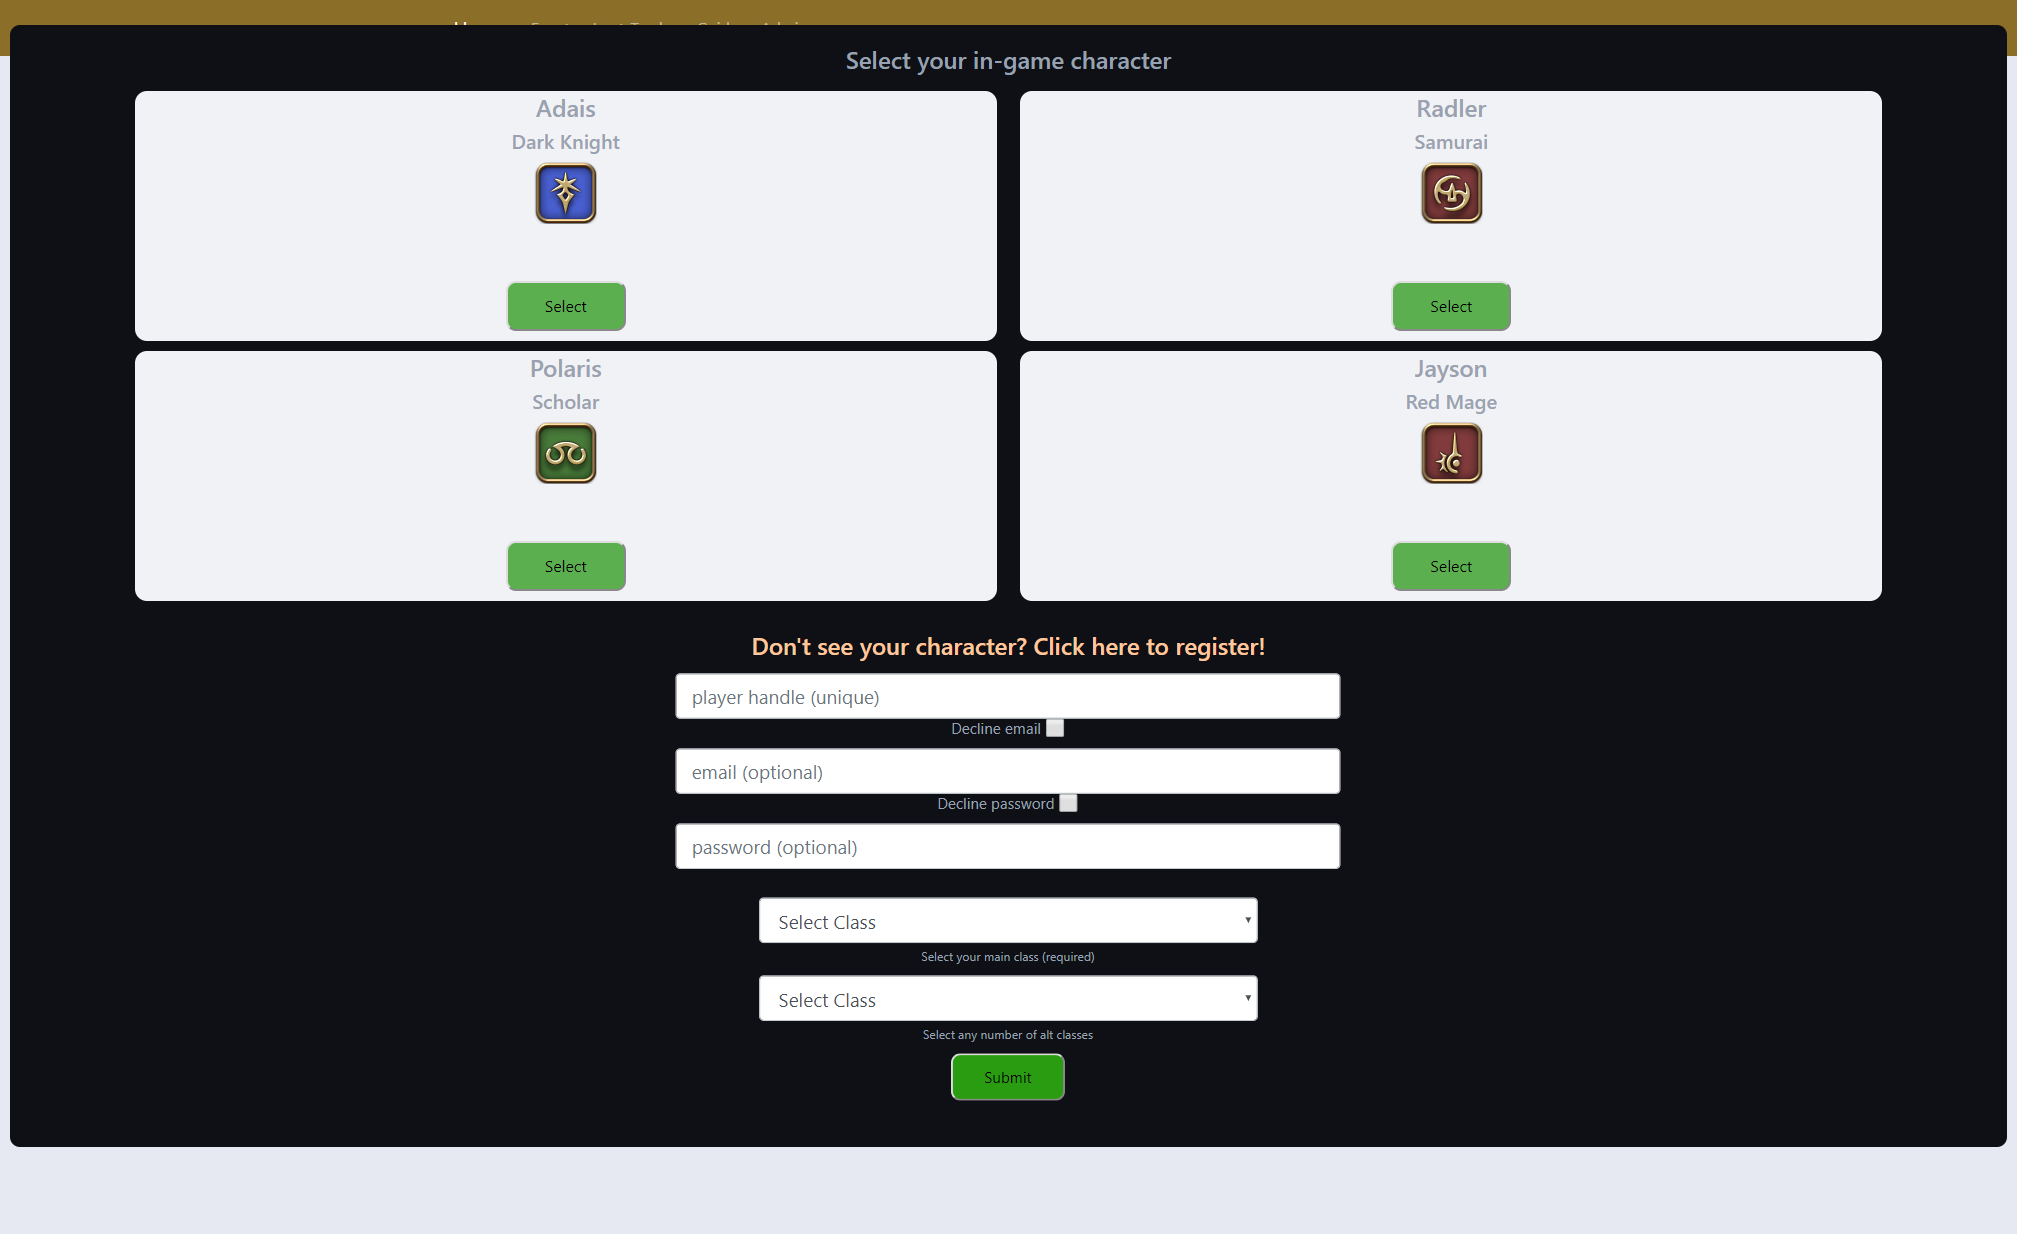 Select your in-game character
Adais
Dark Knight
Select
Radler
Samurai
Select
Polaris
Scholar
Select
Jayson
Red Mage
Select
Don't see your character? Click here to register!
player handle (unique)
Decline email
email (optional)
Decline password
password (optional)
Select Class
Select your main class (required)
Select Class
Select any number of alt classes
Submit